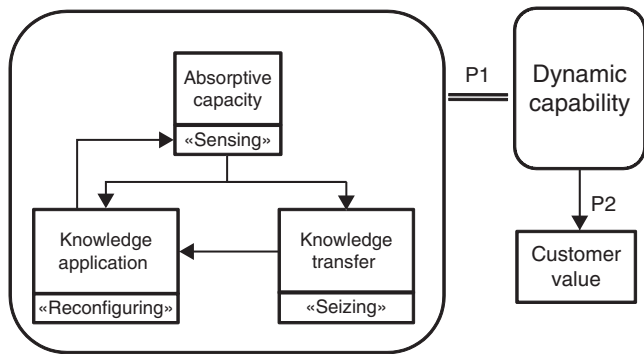 Absorptive
capacity
«Sensing»
P1
Dynamic
capability
Knowledge
application
«Reconfiguring»
Knowledge
transfer
«Seizing»
P2
Customer
value